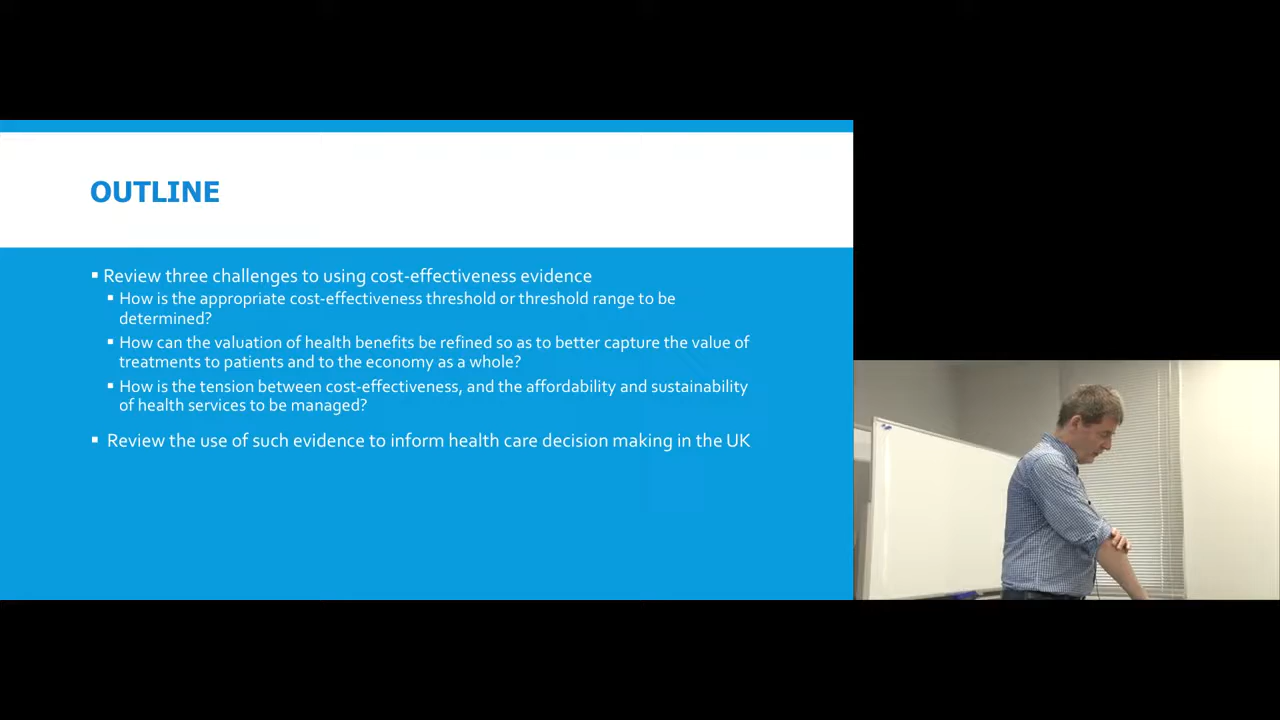 OUTLINE
Review three challenges to using cost-effectiveness evidence
How is the appropriate cost-effectiveness threshold or threshold range to be
determined?
How can the valuation of health benefits be refined so as to better capture the value of
treatments to patients and to the economy as a whole?
How is the tension between cost-effectiveness, and the affordability and sustainability
of health services to be managed?
Review the use of such evidence to inform health care decision making in the UK